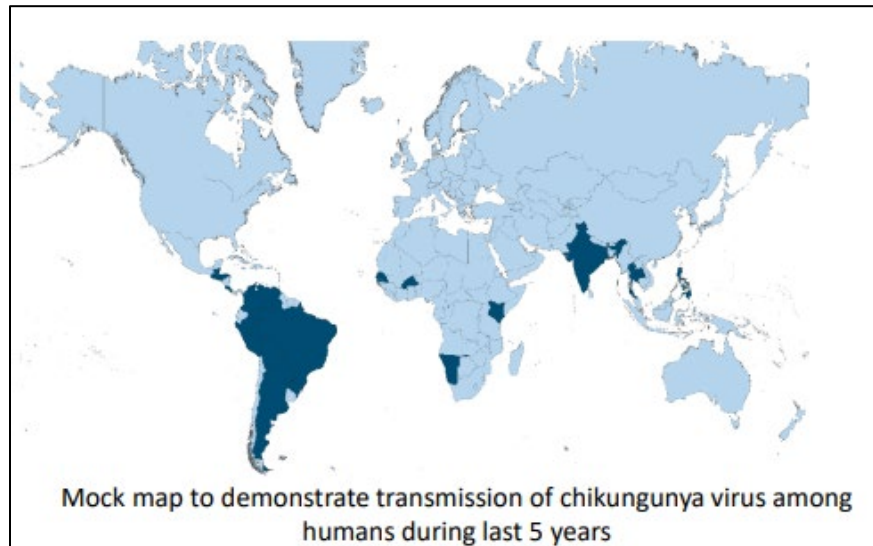 Mock map to demonstrate transmission of chikungunya virus among
humans during last 5 years